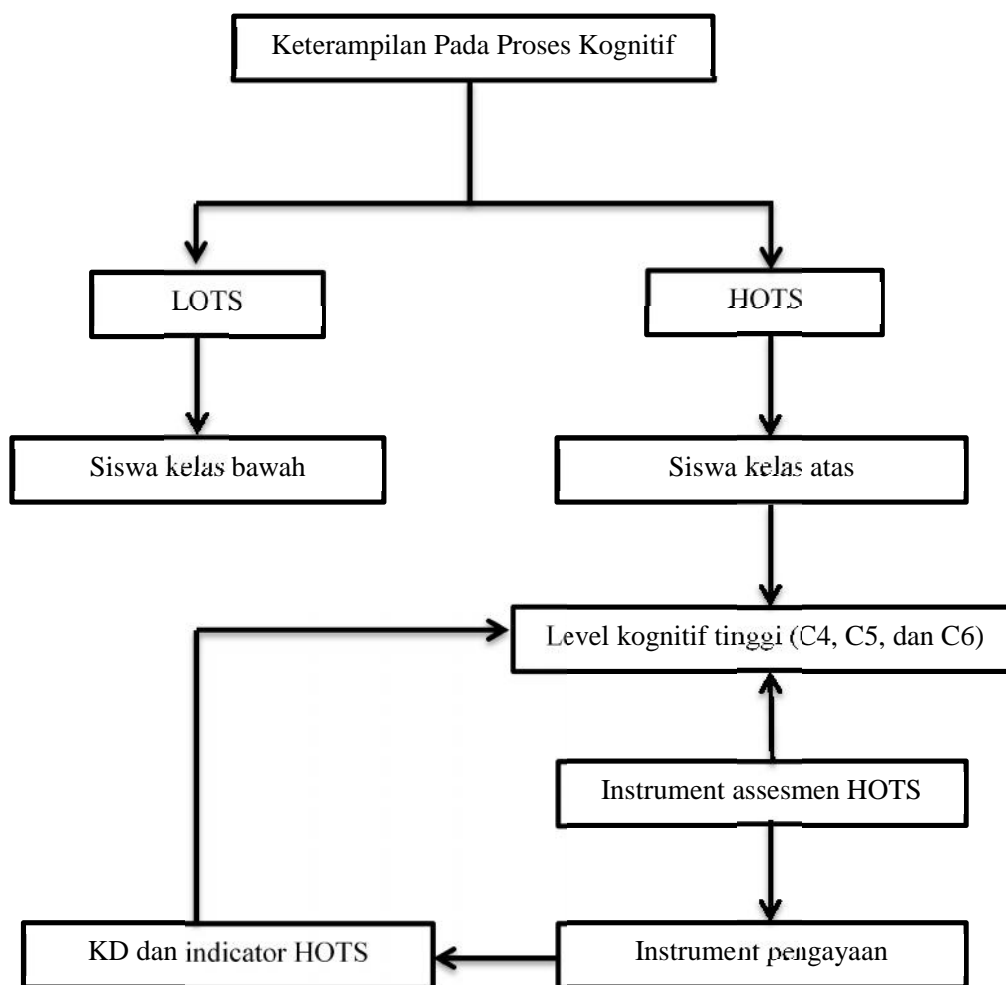 Keterampilan Pada Proses Kognitif
LOTS
HOTS
Siswa kelas bawah
Siswa kelas atas
Level kognitif tinggi (C4, C5, dan C6)
Instrument assesmen HOTS
KD dan indicator HOTS
Instrument pengayaan